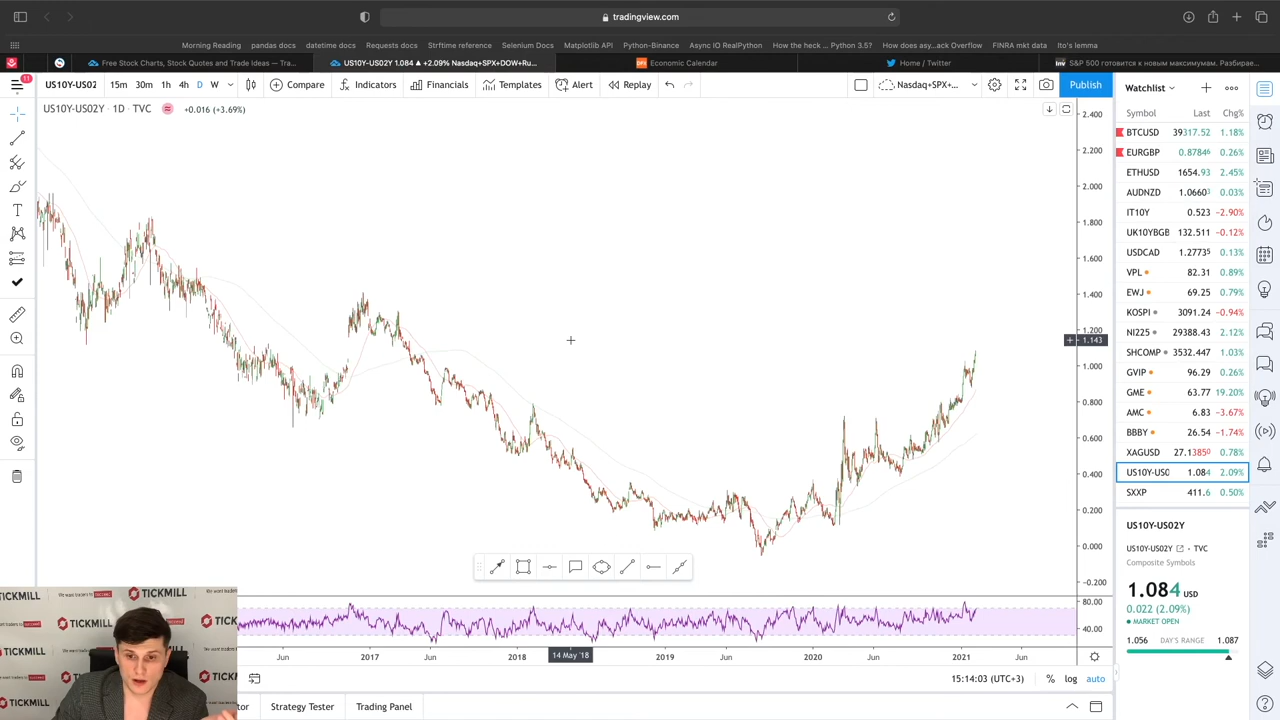 tradingview.com
Morning Reading pandas docs datetime docs Requests docs Strftime reference Selenium Docs Matplotlib API Python-Binance Async IO RealPython How the heck ... Python 3.5? How does asy...ack Overflow FINRA mkt data Ito's lemma
Free Stock Charts, Stock Quotes and Trade Ideas — Tra... US10Y-US02Y 1.084 ▲ +2.09% Nasdaq+SPX+DOW+Ru... Economic Calendar Home / Twitter S&P 500 готовится к новым максимумам. Разбирае...
11
US10Y-US02 15m 30m 1h 4h D W Compare Indicators Financials Templates Alert Replay Nasdaq+SPX+... Publish
US10Y-US02Y · 1D · TVC +0.016 (+3.69%)
2.400
2.200
2.000
1.800
1.600
1.400
1.200
1.143
1.000
0.800
0.600
0.400
0.200
0.000
-0.200
80.00
40.00
Jun 2017 Jun 2018 14 May '18 2019 Jun 2020 Jun 2021 Jun
15:14:03 (UTC+3) % log auto
tor Strategy Tester Trading Panel
Watchlist
Symbol Last Chg%
BTCUSD 39317.52 1.18%
EURGBP 0.87846 0.26%
ETHUSD 1654.93 2.45%
AUDNZD 1.06603 0.03%
IT10Y 0.523 −2.90%
UK10YBGB 132.511 −0.12%
USDCAD 1.27735 0.13%
VPL 82.31 0.89%
EWJ 69.25 0.79%
KOSPI 3091.24 −0.94%
NI225 29388.43 2.12%
SHCOMP 3532.447 1.03%
GVIP 96.29 0.26%
GME 63.77 19.20%
AMC 6.83 −3.67%
BBBY 26.54 −1.74%
XAGUSD 27.13850 0.78%
US10Y-US0 1.084 2.09%
SXXP 411.6 0.50%
US10Y-US02Y
US10Y-US02Y TVC
Composite Symbols
1.084 USD
0.022 (2.09%)
MARKET OPEN
1.056 DAY'S RANGE 1.087
TICKMILL
TICKMILL
TICKMILL
TICKMILL